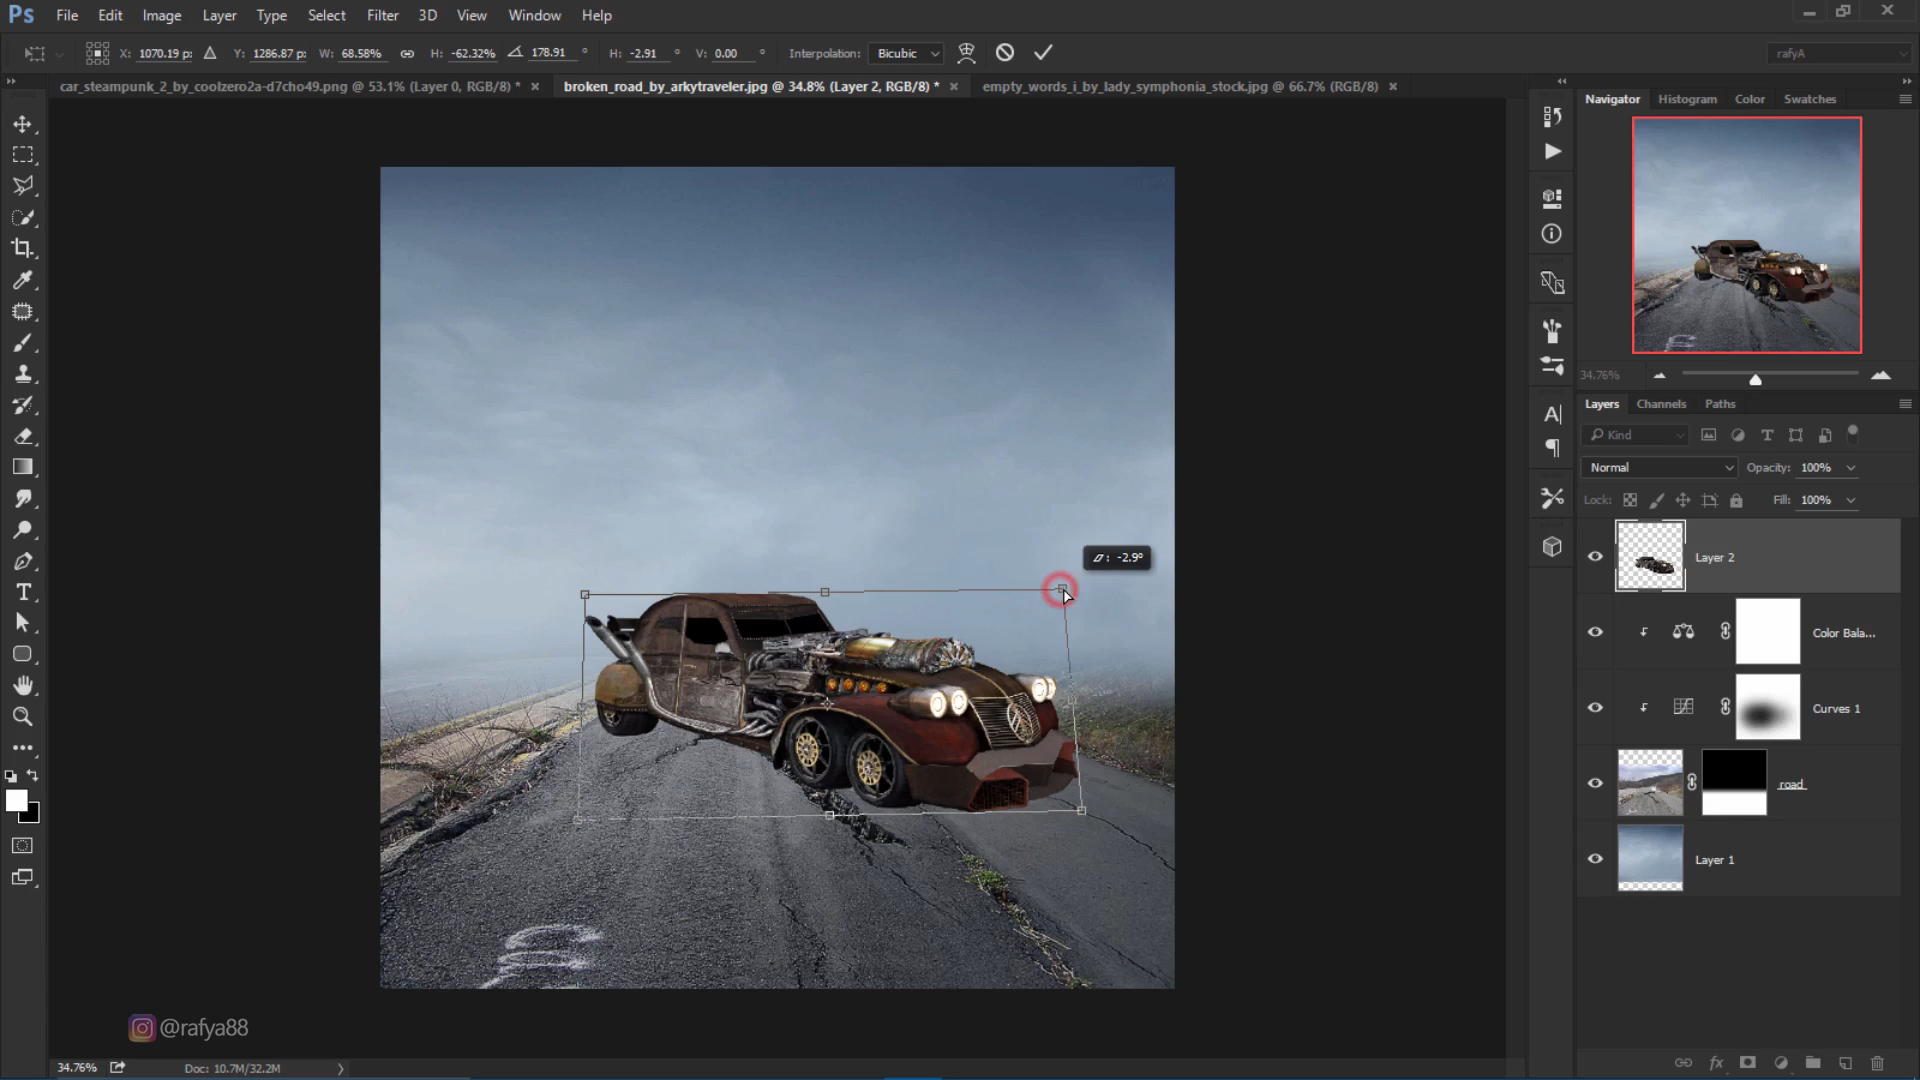 Ps File Edit Image Layer Type Select Filter 3D View Window Help
X: 1070.19 p: Y: 1286.87 p: W: 68.58% H: -62.32% 178.91 ° H: -2.91 ° V: 0.00 ° Interpolation: Bicubic rafyA
car_steampunk_2_by_coolzero2a-d7cho49.png @ 53.1% (Layer 0, RGB/8) * broken_road_by_arkytraveler.jpg @ 34.8% (Layer 2, RGB/8) * empty_words_i_by_lady_symphonia_stock.jpg @ 66.7% (RGB/8)
Navigator Histogram Color Swatches
34.76%
Layers Channels Paths
Kind
Normal Opacity: 100%
Lock: Fill: 100%
: -2.9°
Layer 2
Color Bala...
Curves 1
road
Layer 1
@rafya88
34.76% Doc: 10.7M/32.2M